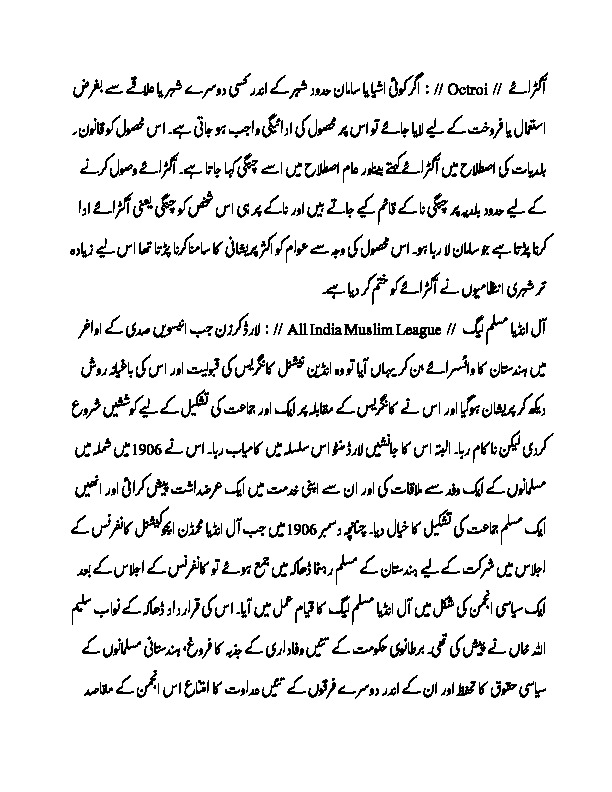 آکٹرائے // Octroi // : اگر کوئی اشیا یا سامان حدود شہر کے اندر کسی دوسرے شہر یا علاقے سے بغرض
استعمال یا فروخت کے لیے لایا جائے تو اس پر محصول کی ادائیگی واجب ہو جاتی ہے۔ اس محصول کو قانون۔
بلدیات کی اصطلاح میں آکٹرائے کہتے ہیں اور عام اصطلاح میں اسے چنگی کہا جاتا ہے۔ آکٹرائے وصول کرنے
کے لیے حدود بلدیہ پر چنگی ناکے قائم کیے جاتے ہیں اور ناکے پر ہی اس شخص کو چنگی یعنی آکٹرائے ادا
کرنا پڑتا ہے جو سامان لا رہا ہو۔ اس محصول کی وجہ سے عوام کو اکثر پریشانی کا سامنا کرنا پڑتا تھا اس لیے زیادہ
تر شہری انتظامیوں نے آکٹرائے کو ختم کر دیا ہے۔
آل انڈیا مسلم لیگ // All India Muslim League // : لارڈ کرزن جب انیسویں صدی کے اواخر
میں ہندستان کا وائسرائے بن کر یہاں آیا تو وہ انڈین نیشنل کانگریس کی قبولیت اور اس کی باغیانہ روش
دیکھ کر پریشان ہوگیا اور اس نے کانگریس کے مقابلہ پر ایک اور جماعت کی تشکیل کے لیے کوششیں شروع
کردی لیکن ناکام رہا۔ البتہ اس کا جانشیں لارڈ منٹو اس سلسلہ میں کامیاب رہا۔ اس نے 1906 میں شملہ میں
مسلمانوں کے ایک وفد سے ملاقات کی اور ان سے اپنی خدمت میں ایک عرضداشت پیش کرائی اور انھیں
ایک مسلم جماعت کی تشکیل کا خیال دیا۔ چنانچہ دسمبر 1906 میں جب آل انڈیا محمڈن ایجوکیشنل کانفرنس کے
اجلاس میں شرکت کے لیے ہندستان کے مسلم رہنما ڈھاکہ میں جمع ہوئے تو کانفرنس کے اجلاس کے بعد
ایک سیاسی انجمن کی شکل میں آل انڈیا مسلم لیگ کا قیام عمل میں آیا۔ اس کی قرار داد ڈھاکہ کے نواب سلیم
اللہ خاں نے پیش کی تھی۔ برطانوی حکومت کے تئیں وفاداری کے جذبہ کا فروغ، ہندستانی مسلمانوں کے
سیاسی حقوق کا تحفظ اور ان کے اندر دوسرے فرقوں کے تئیں عداوت کا امتناع اس انجمن کے مقاصد